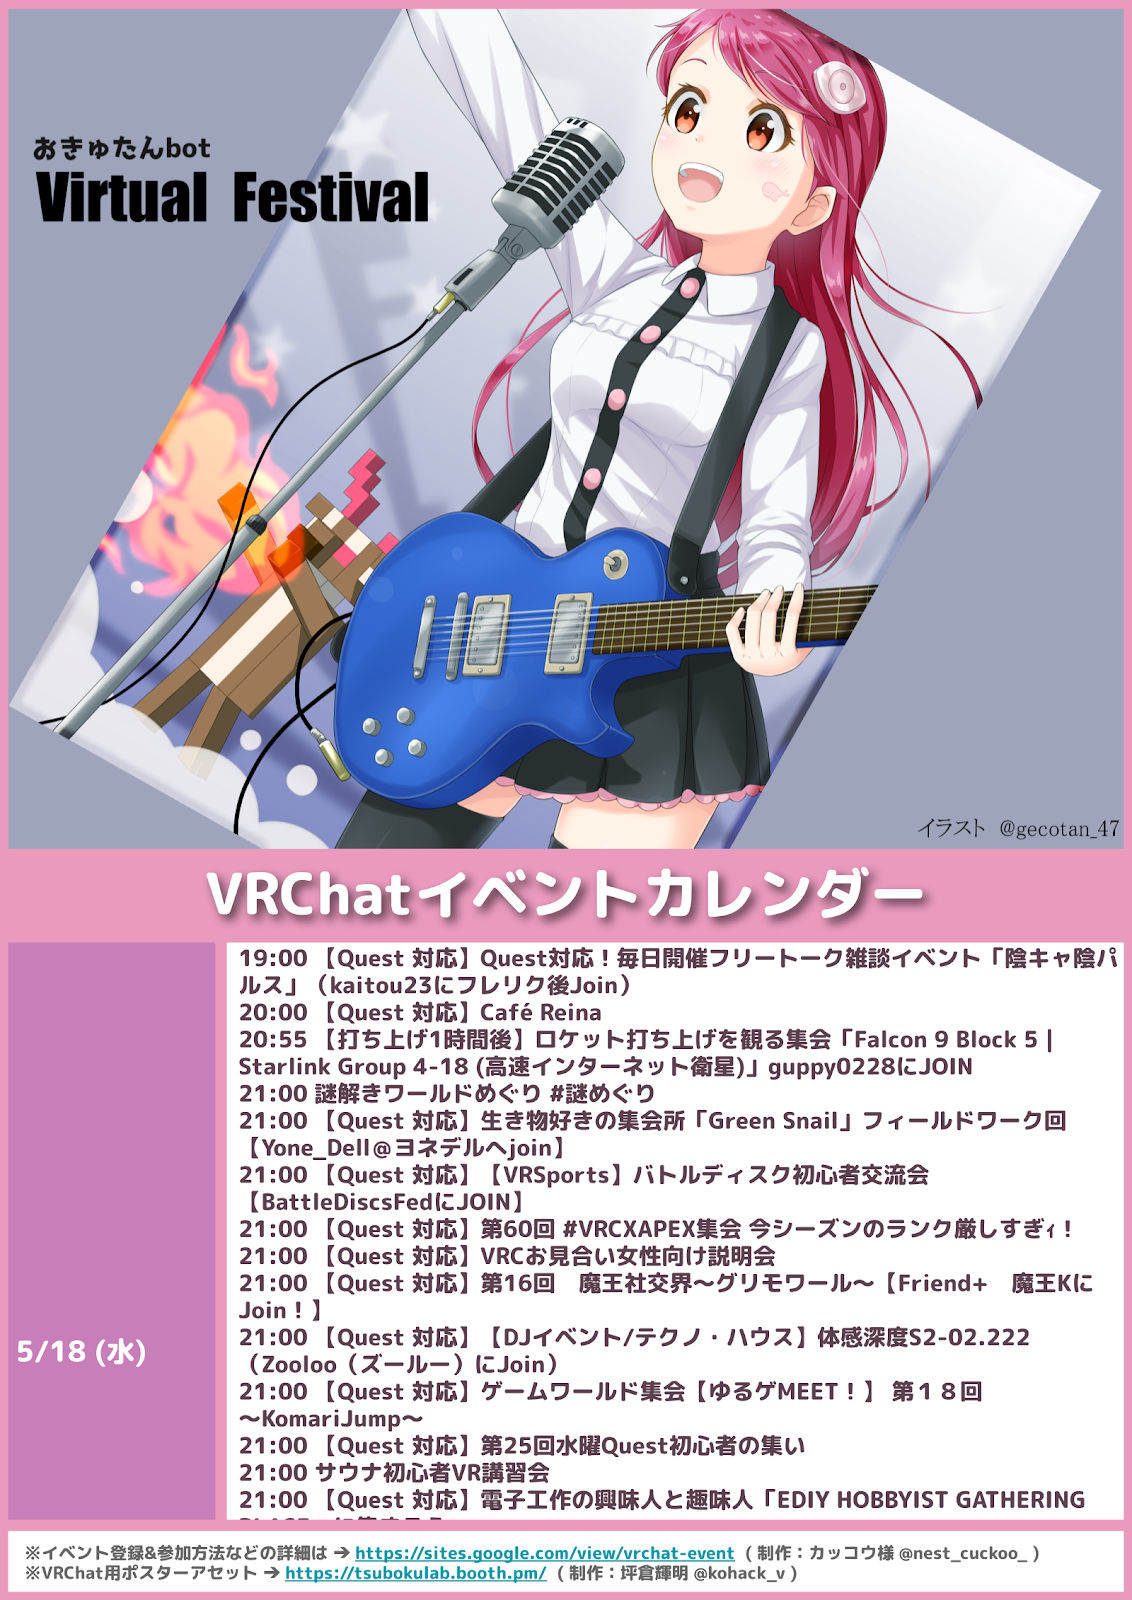 おきゅたんbot
Virtual Festival
イラスト @gecotan_47
VRChatイベントカレンダー
5/18 (水)
19:00 【Quest 対応】Quest対応！毎日開催フリートーク雑談イベント「陰キャ陰パ
ルス」（kaitou23にフレリク後Join）
20:00 【Quest 対応】Café Reina
20:55 【打ち上げ1時間後】ロケット打ち上げを観る集会「Falcon 9 Block 5 |
Starlink Group 4-18 (高速インターネット衛星)」guppy0228にJOIN
21:00 謎解きワールドめぐり #謎めぐり
21:00 【Quest 対応】生き物好きの集会所「Green Snail」フィールドワーク回
【Yone_Dell@ヨネデルへjoin】
21:00 【Quest 対応】【VRSports】バトルディスク初心者交流会
【BattleDiscsFedにJOIN】
21:00 【Quest 対応】第60回 #VRCXAPEX集会 今シーズンのランク厳しすぎｨ！
21:00 【Quest 対応】VRCお見合い女性向け説明会
21:00 【Quest 対応】第16回　魔王社交界～グリモワール～【Friend+　魔王Kに
Join！】
21:00 【Quest 対応】【DJイベント/テクノ・ハウス】体感深度S2-02.222
（Zooloo（ズールー）にJoin）
21:00 【Quest 対応】ゲームワールド集会【ゆるゲMEET！】 第１８回
～KomariJump～
21:00 【Quest 対応】第25回水曜Quest初心者の集い
21:00 サウナ初心者VR講習会
21:00 【Quest 対応】電子工作の興味人と趣味人「EDIY HOBBYIST GATHERING
※イベント登録&参加方法などの詳細は ➔ https://sites.google.com/view/vrchat-event （ 制作：カッコウ様 @nest_cuckoo_ ）
※VRChat用ポスターアセット ➔ https://tsubokulab.booth.pm/ （ 制作：坪倉輝明 @kohack_v ）